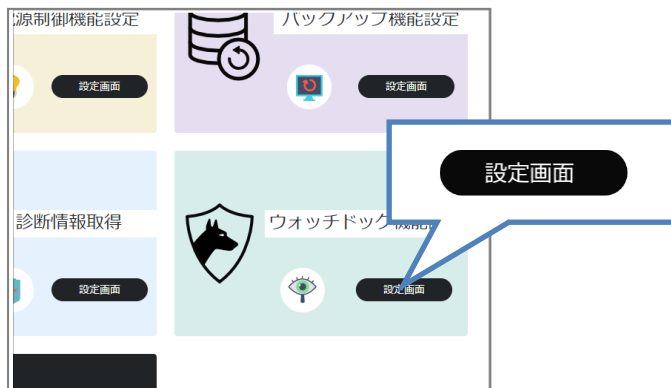 源制御機能設定
バックアップ機能設定
設定画面
設定画面
設定画面
診断情報取得
ウォッチドック機能
設定画面
設定画面